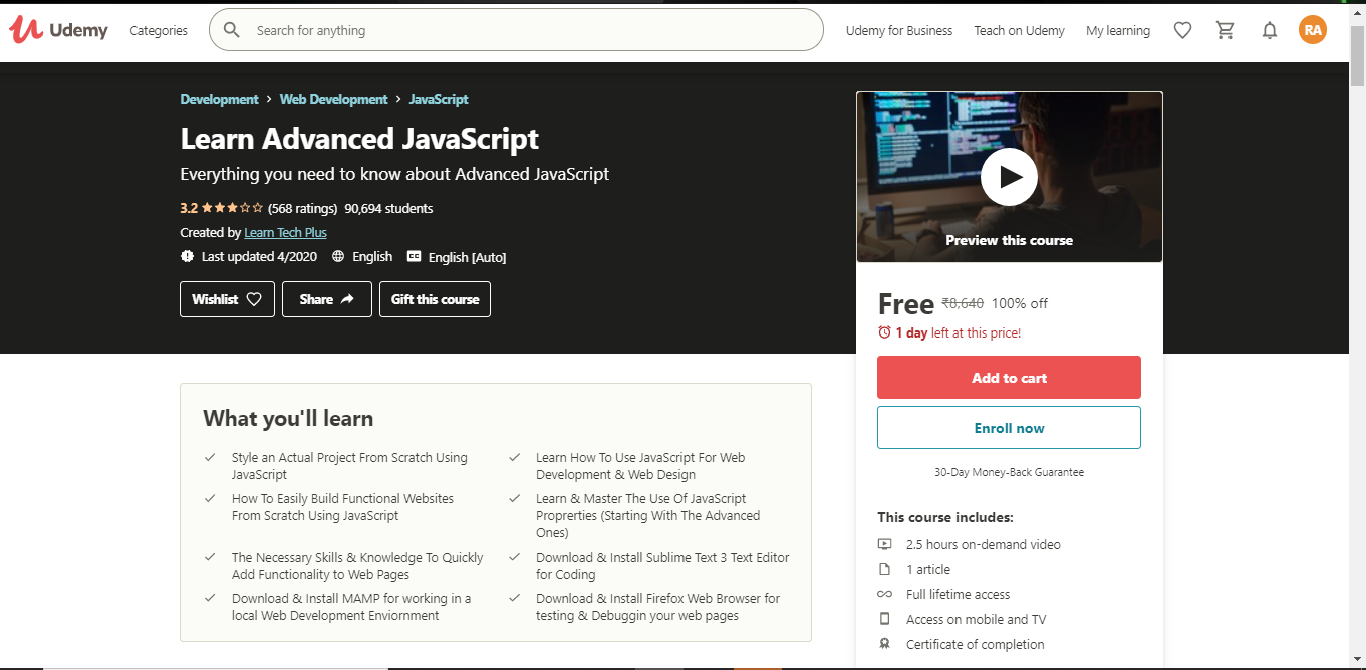 Udemy
Categories
Search for anything
Udemy for Business
Teach on Udemy
My learning
RA
Development > Web Development > JavaScript
Learn Advanced JavaScript
Everything you need to know about Advanced JavaScript
3.2 (568 ratings) 90,694 students
Created by Learn Tech Plus
Last updated 4/2020 English CC English [Auto]
Wishlist
Share
Gift this course
Preview this course
Free ₹8,640 100% off
1 day left at this price!
Add to cart
Enroll now
30-Day Money-Back Guarantee
This course includes:
2.5 hours on-demand video
1 article
Full lifetime access
Access on mobile and TV
Certificate of completion
What you'll learn
Style an Actual Project From Scratch Using
JavaScript
Learn How To Use JavaScript For Web
Development & Web Design
How To Easily Build Functional Websites
From Scratch Using JavaScript
Learn & Master The Use Of JavaScript
Proprerties (Starting With The Advanced
Ones)
The Necessary Skills & Knowledge To Quickly
Add Functionality to Web Pages
Download & Install Sublime Text 3 Text Editor
for Coding
Download & Install MAMP for working in a
local Web Development Enviornment
Download & Install Firefox Web Browser for
testing & Debuggin your web pages